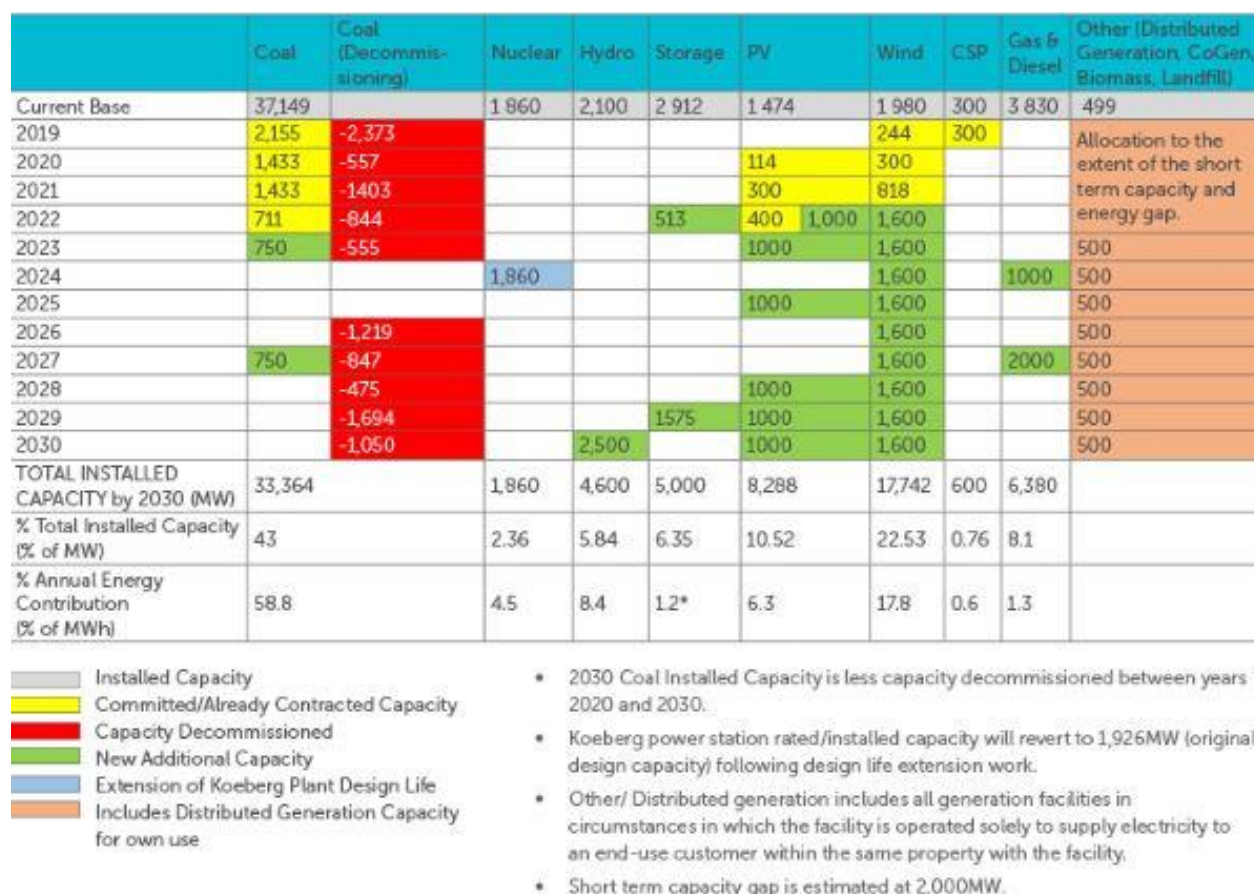 Coal Coal (Decommis-sioning) Nuclear Hydro Storage PV Wind CSP Gas & Diesel Other (Distributed Generation, CoGen, Biomass, Landfill)
Current Base 37,149 1 860 2,100 2 912 1 474 1 980 300 3 830 499
2019 2,155 -2,373 244 300 Allocation to the
2020 1,433 -557 114 300 extent of the short
2021 1,433 -1403 300 818 term capacity and
2022 711 -844 513 400 1,000 1,600 energy gap.
2023 750 -555 1000 1,600 500
2024 1,860 1,600 1000 500
2025 1000 1,600 500
2026 -1,219 1,600 500
2027 750 -847 1,600 2000 500
2028 -475 1000 1,600 500
2029 -1,694 1575 1000 1,600 500
2030 -1,050 2,500 1000 1,600 500
TOTAL INSTALLED
CAPACITY by 2030 (MW) 33,364 1,860 4,600 5,000 8,288 17,742 600 6,380
% Total Installed Capacity
(% of MW) 43 2.36 5.84 6.35 10.52 22.53 0.76 8.1
% Annual Energy
Contribution
(% of MWh) 58.8 4.5 8.4 1.2* 6.3 17.8 0.6 1.3
Installed Capacity
Committed/Already Contracted Capacity
Capacity Decommissioned
New Additional Capacity
Extension of Koeberg Plant Design Life
Includes Distributed Generation Capacity
for own use
• 2030 Coal Installed Capacity is less capacity decommissioned between years
2020 and 2030.
• Koeberg power station rated/installed capacity will revert to 1,926MW (original
design capacity) following design life extension work.
• Other/ Distributed generation includes all generation facilities in
circumstances in which the facility is operated solely to supply electricity to
an end-use customer within the same property with the facility.
• Short term capacity gap is estimated at 2,000MW.